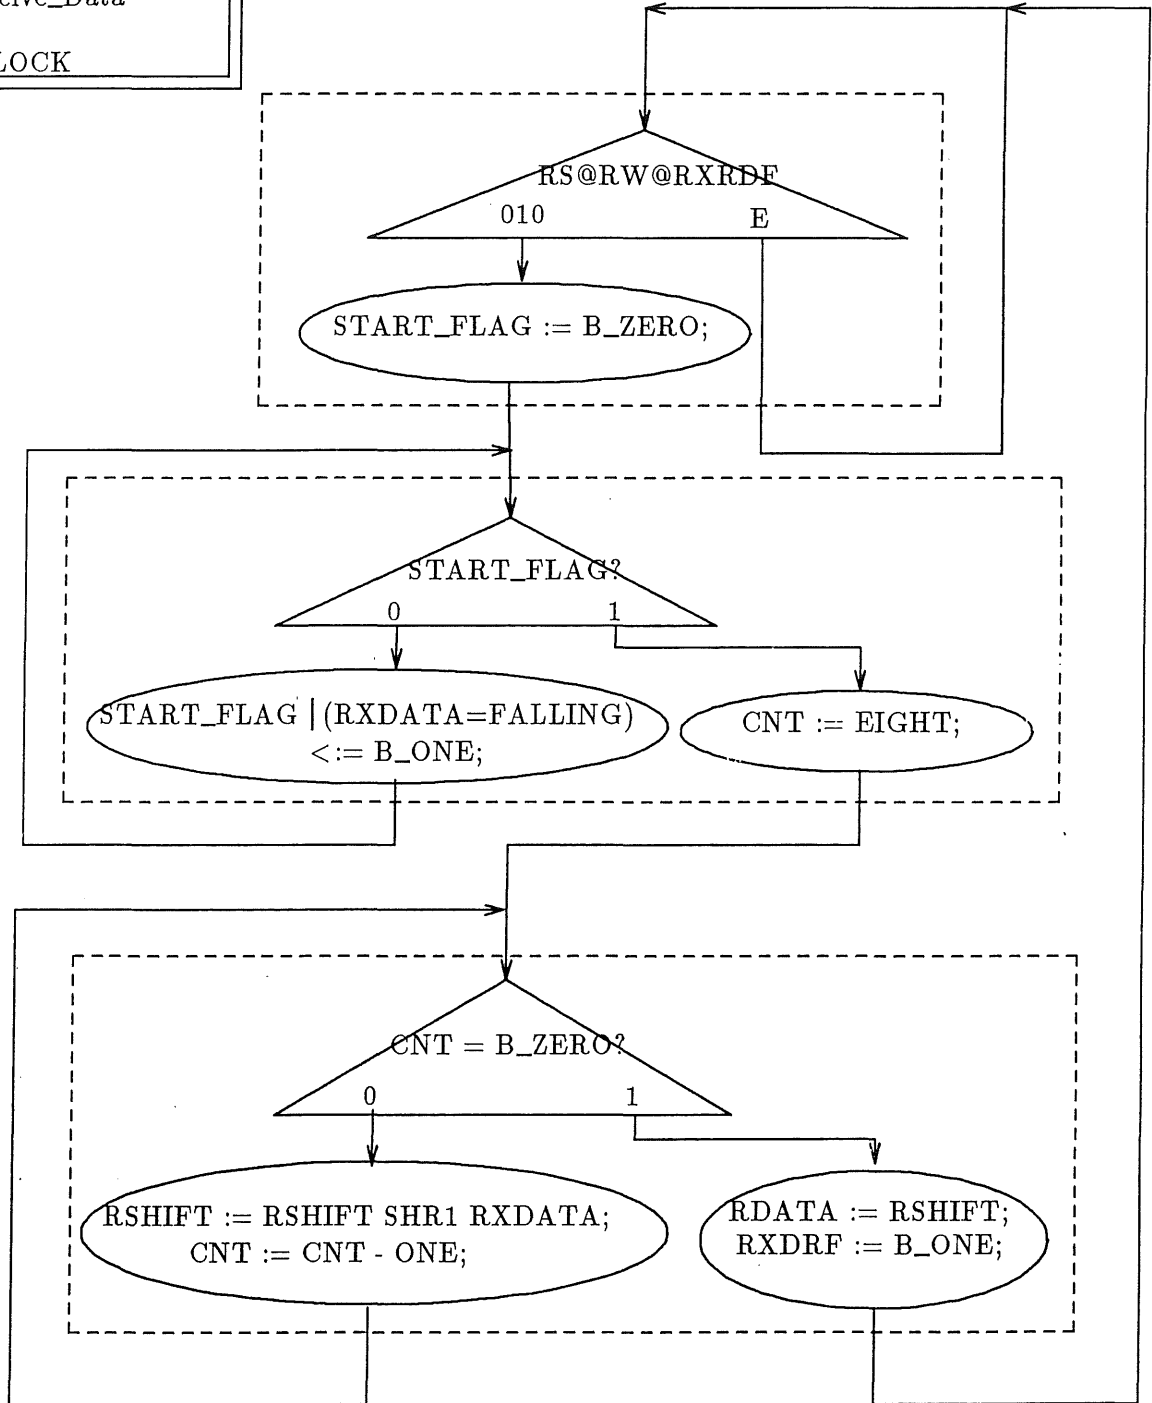 LOCK
RS@RW@RXRDF
010 E
START_FLAG := B_ZERO;
START_FLAG?
0 1
START_FLAG | (RXDATA=FALLING)
<:= B_ONE;
CNT := EIGHT;
CNT = B_ZERO?
0 1
RSHIFT := RSHIFT SHR1 RXDATA;
CNT := CNT - ONE;
RDATA := RSHIFT;
RXDRF := B_ONE;